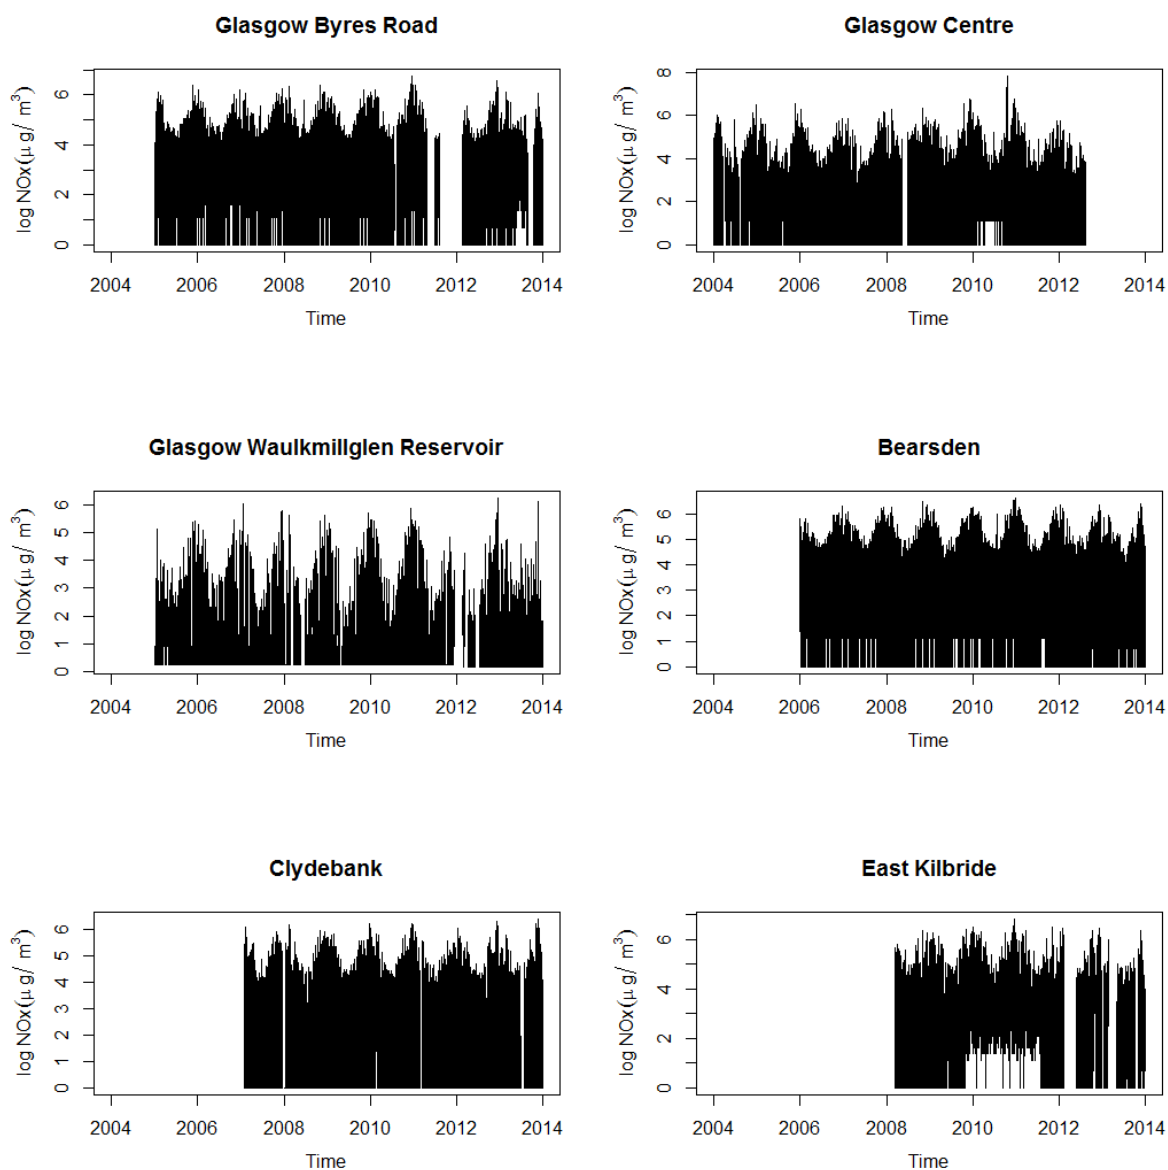 Glasgow Byres Road
log NOx(μ g/ m³)
0 2 4 6
2004 2006 2008 2010 2012 2014
Time
Glasgow Centre
log NOx(μ g/ m³)
0 2 4 6 8
2004 2006 2008 2010 2012 2014
Time
Glasgow Waulkmillglen Reservoir
log NOx(μ g/ m³)
0 1 2 3 4 5 6
2004 2006 2008 2010 2012 2014
Time
Bearsden
log NOx(μ g/ m³)
0 1 2 3 4 5 6
2004 2006 2008 2010 2012 2014
Time
Clydebank
log NOx(μ g/ m³)
0 1 2 3 4 5 6
2004 2006 2008 2010 2012 2014
Time
East Kilbride
log NOx(μ g/ m³)
0 2 4 6
2004 2006 2008 2010 2012 2014
Time